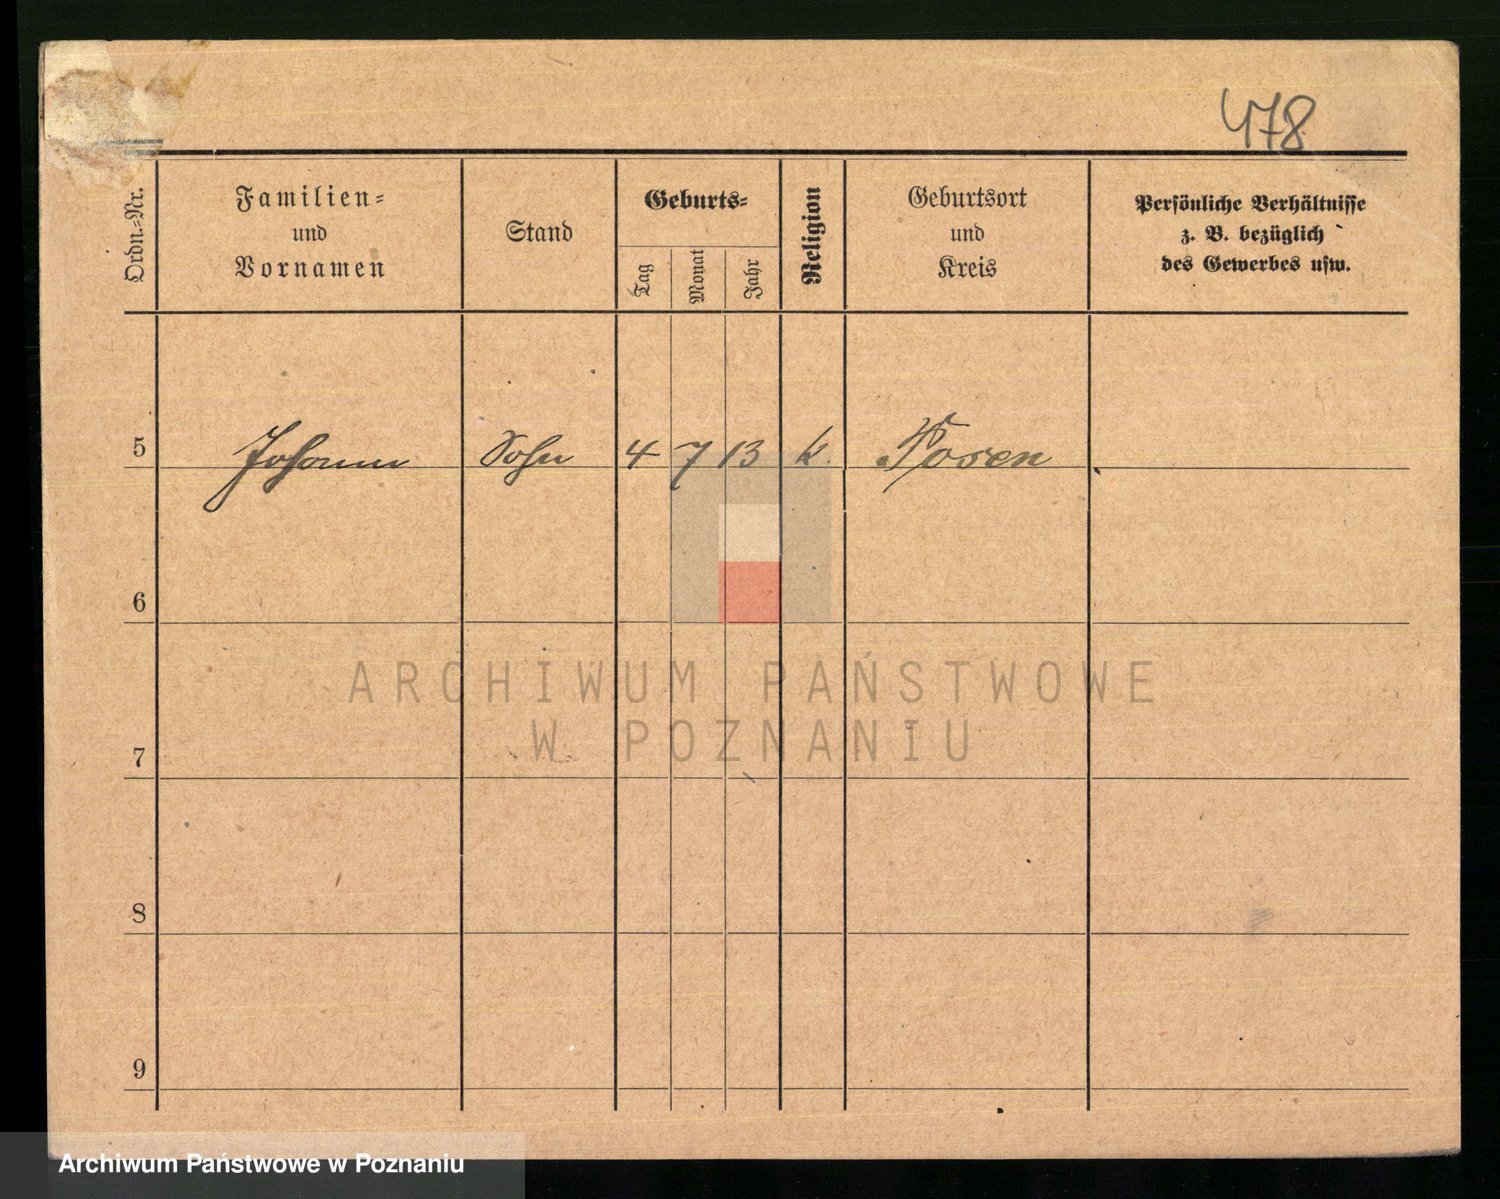 478
Ordn.-Nr.
Familien-
und
Vornamen
Stand
Geburts-
Tag
Monat
Jahr
Religion
Geburtsort
und
Kreis
Persönliche Verhältnisse
z. B. bezüglich
des Gewerbes usw.
5 Johann Sohn 4 7 13 k. Posen
6
7
8
9
ARCHIWUM PAŃSTWOWE
W POZNANIU
Archiwum Państwowe w Poznaniu